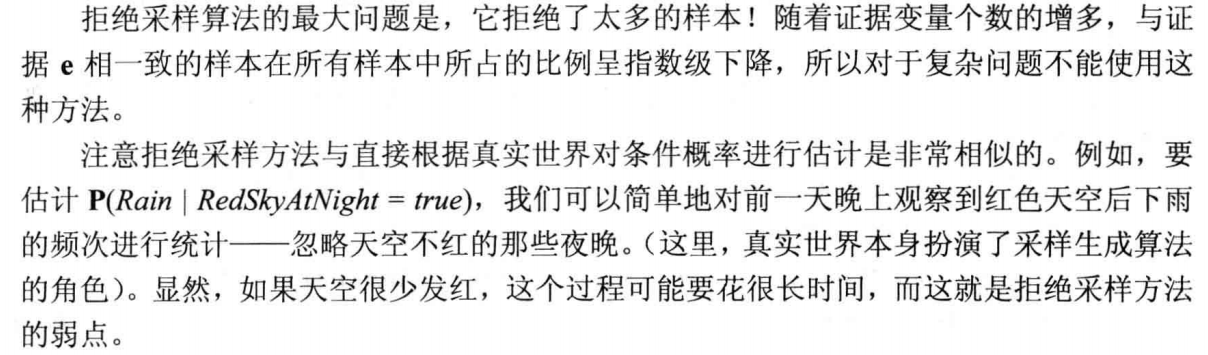 拒绝采样算法的最大问题是，它拒绝了太多的样本！随着证据变量个数的增多，与证
据 e 相一致的样本在所有样本中所占的比例呈指数级下降，所以对于复杂问题不能使用这
种方法。
注意拒绝采样方法与直接根据真实世界对条件概率进行估计是非常相似的。例如，要
估计 P(Rain | RedSkyAtNight = true)，我们可以简单地对前一天晚上观察到红色天空后下雨
的频次进行统计——忽略天空不红的那些夜晚。（这里，真实世界本身扮演了采样生成算法
的角色）。显然，如果天空很少发红，这个过程可能要花很长时间，而这就是拒绝采样方法
的弱点。